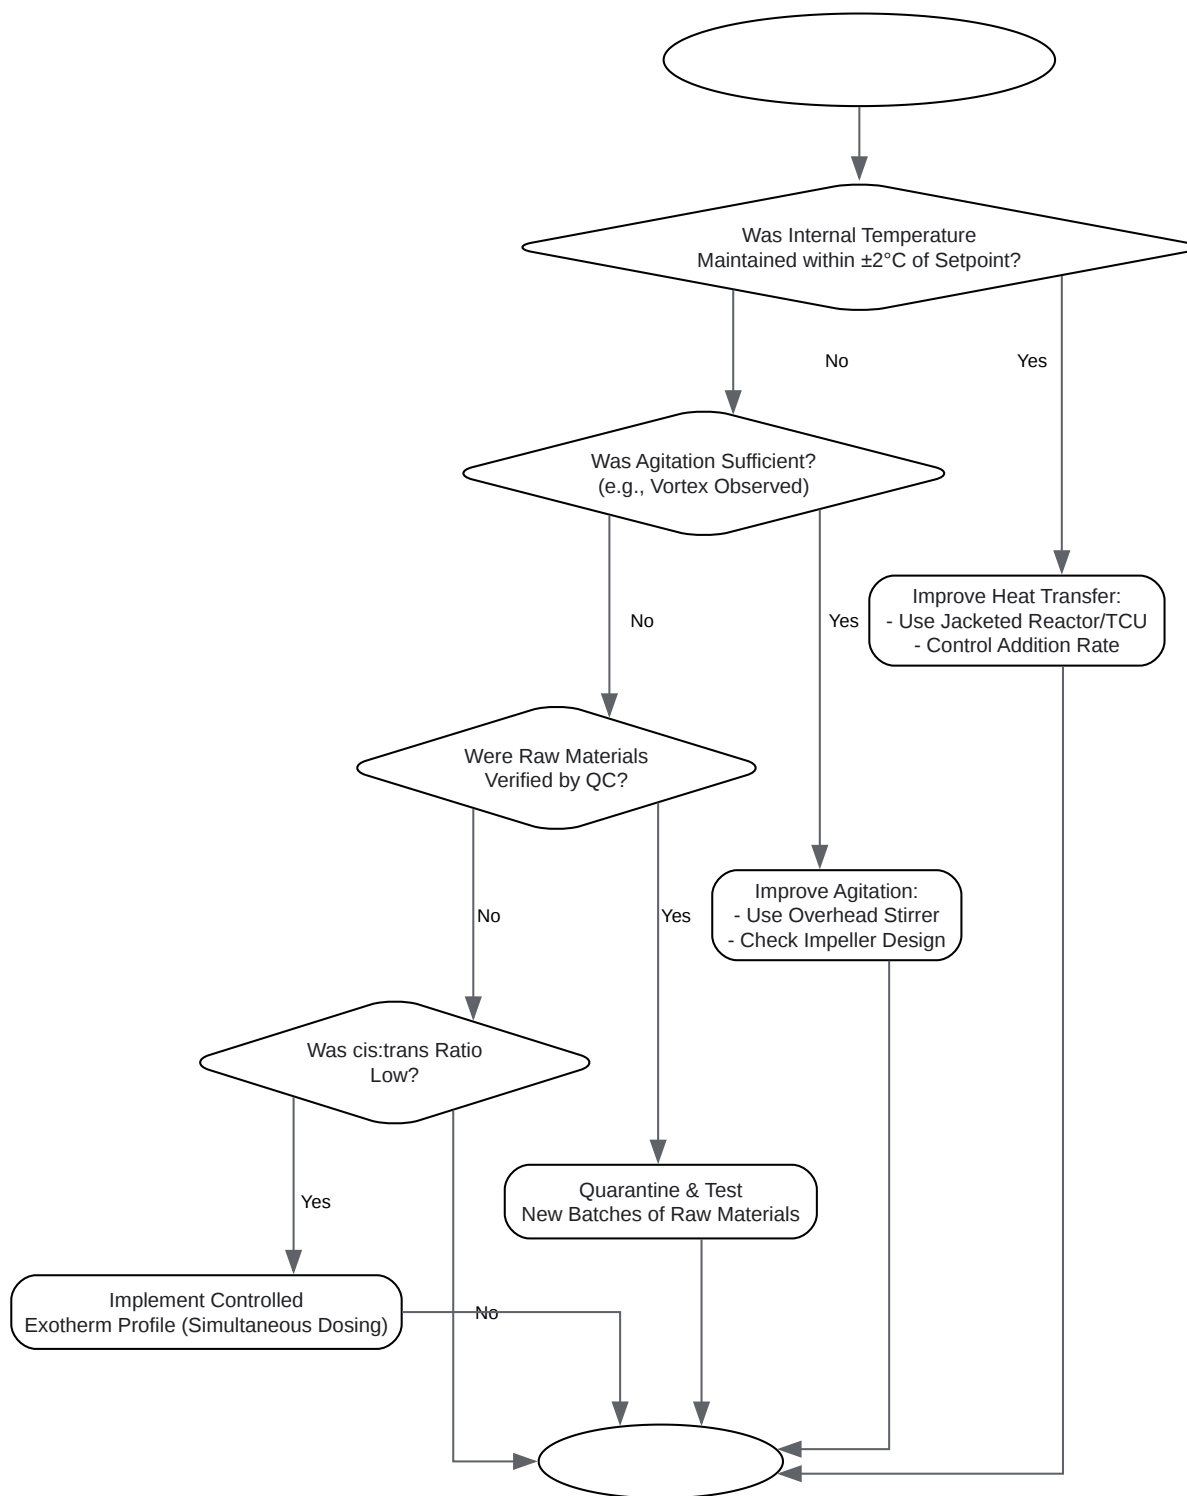 Was Internal Temperature
Maintained within ±2°C of Setpoint?
No
Yes
Was Agitation Sufficient?
(e.g., Vortex Observed)
Improve Heat Transfer:
- Use Jacketed Reactor/TCU
- Control Addition Rate
No
Yes
Were Raw Materials
Verified by QC?
Improve Agitation:
- Use Overhead Stirrer
- Check Impeller Design
No
Yes
Was cis:trans Ratio
Low?
Quarantine & Test
New Batches of Raw Materials
Yes
Implement Controlled
Exotherm Profile (Simultaneous Dosing)
No